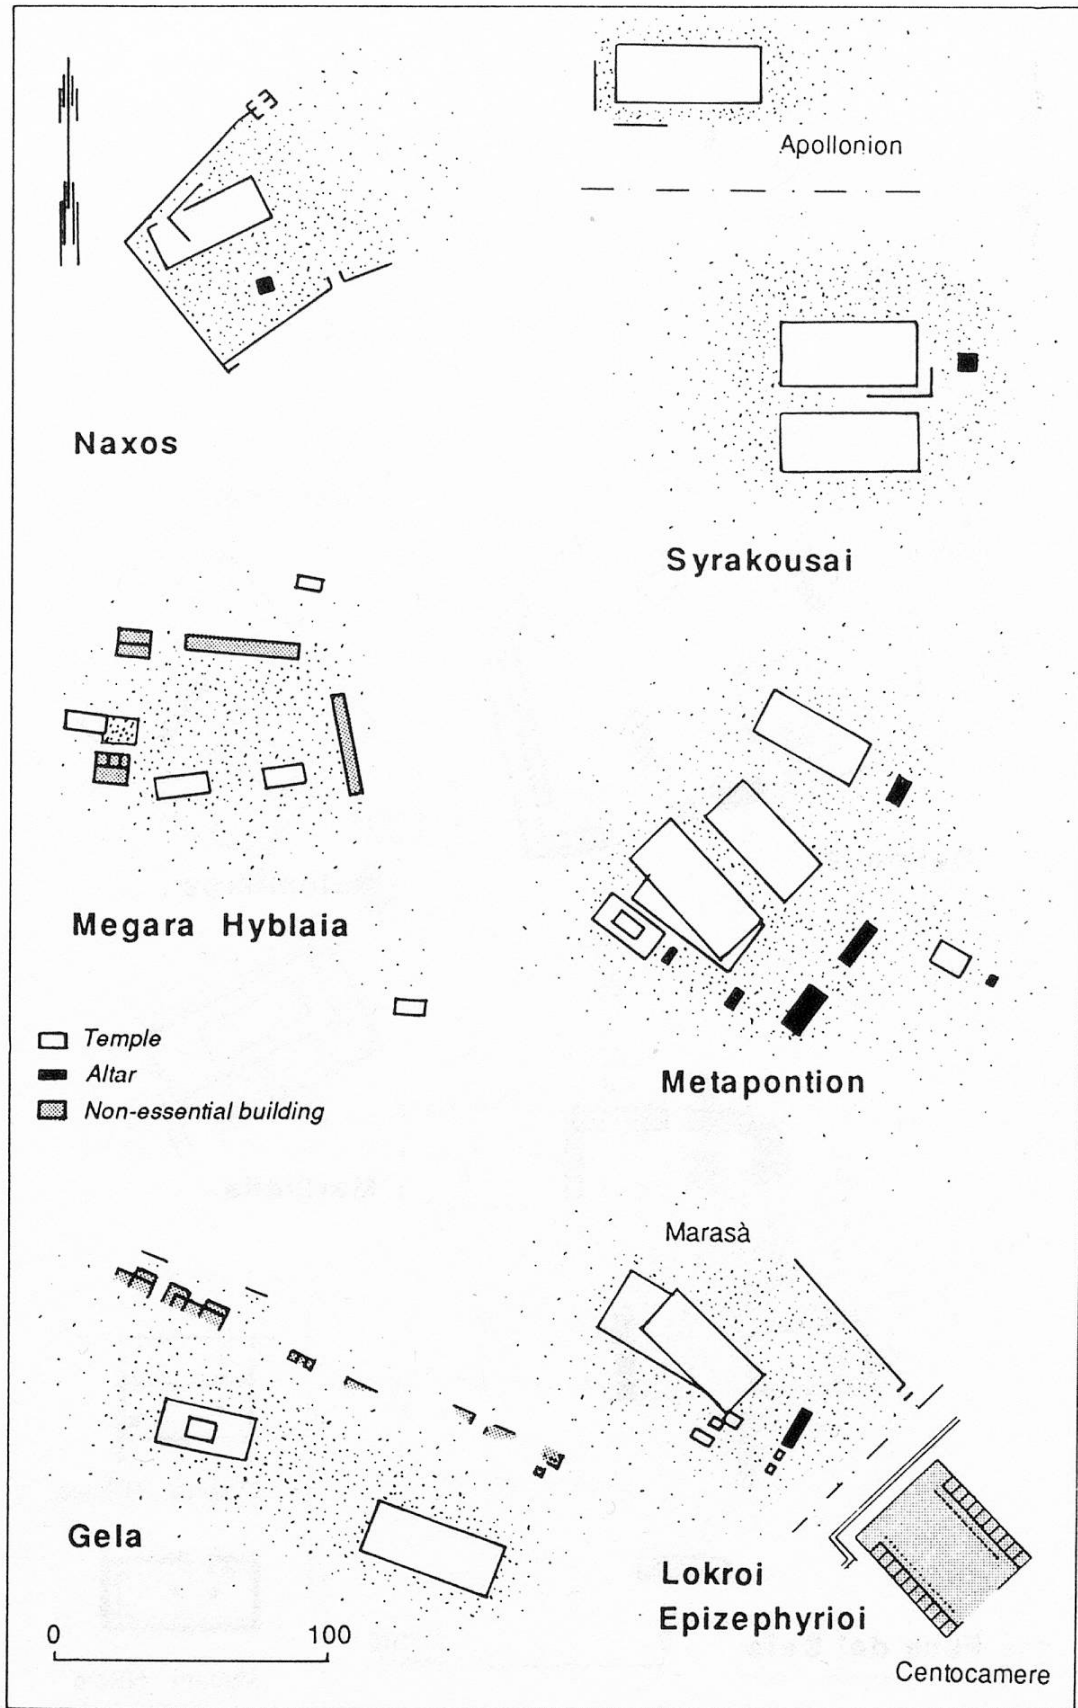 Apollonion
Naxos
Syrakousai
Megara Hyblaia
Temple
Altar
Non-essential building
Metapontion
Marasà
Gela
Lokroi
Epizephyrioi
0 100
Centocamere